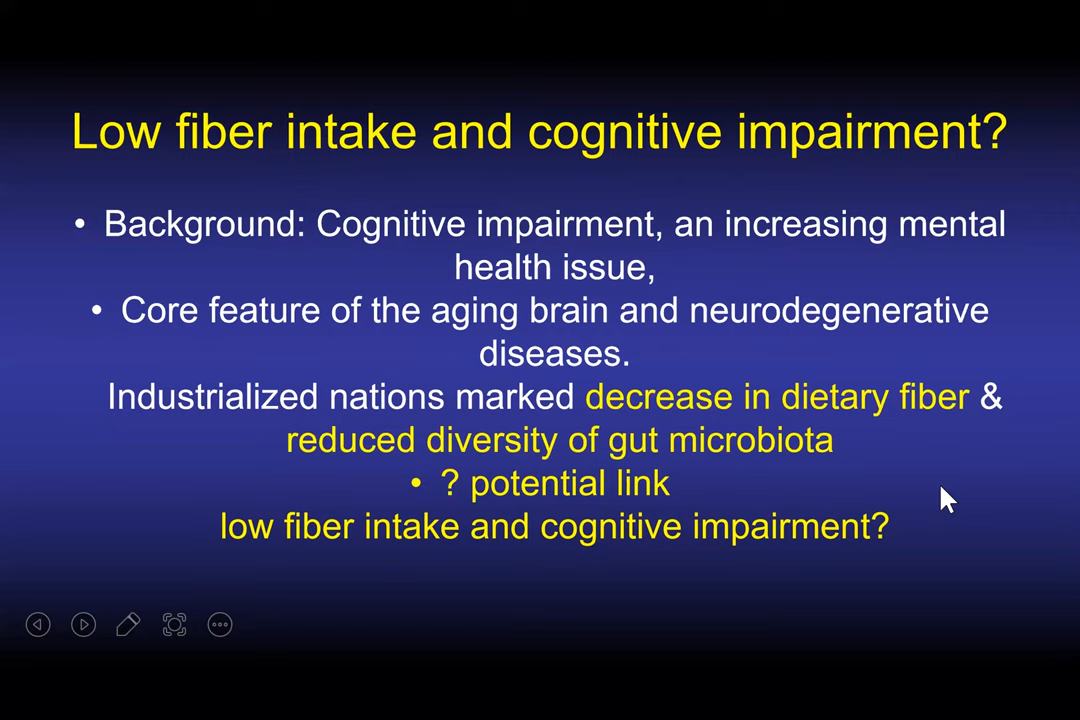 Low fiber intake and cognitive impairment?
• Background: Cognitive impairment, an increasing mental
health issue,
• Core feature of the aging brain and neurodegenerative
diseases.
Industrialized nations marked decrease in dietary fiber &
reduced diversity of gut microbiota
• ? potential link
low fiber intake and cognitive impairment?